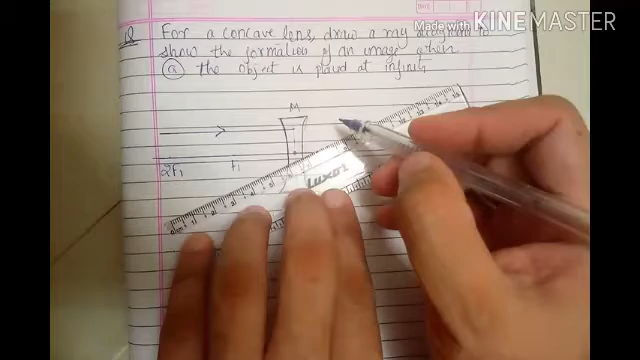 DATE
Made with KINEMASTER
Q For a concave lens draw a ray diagram to
show the formation of an image when
a The object is placed at infinity
M
2F1 F1
LUXOR